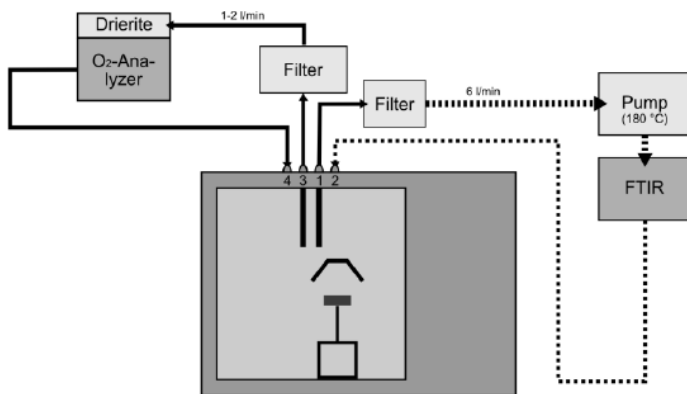 Drierite
1-2 l/min
O₂-Ana-
lyzer
Filter
Filter
6 l/min
Pump
(180 °C)
FTIR
4 3 1 2